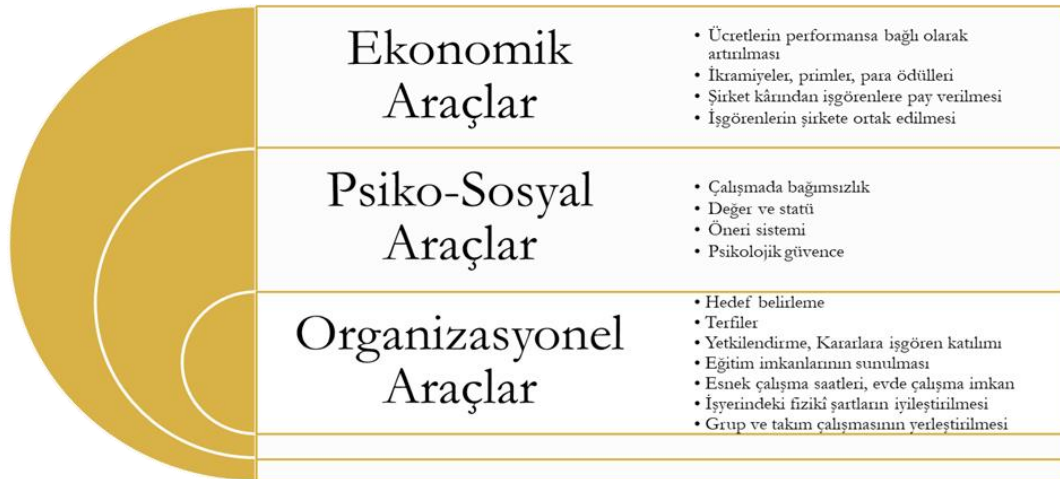 Ekonomik
Araçlar
• Ücretlerin performansa bağlı olarak
artırılması
• İkramiyeler, primler, para ödülleri
• Şirket kârından işgörenlere pay verilmesi
• İşgörenlerin şirkete ortak edilmesi
Psiko-Sosyal
Araçlar
• Çalışmada bağımsızlık
• Değer ve statü
• Öneri sistemi
• Psikolojik güvence
Organizasyonel
Araçlar
• Hedef belirleme
• Terfiler
• Yetkilendirme, Kararlara işgören katılımı
• Eğitim imkanlarının sunulması
• Esnek çalışma saatleri, evde çalışma imkan
• İşyerindeki fizikî şartların iyileştirilmesi
• Grup ve takım çalışmasının yerleştirilmesi